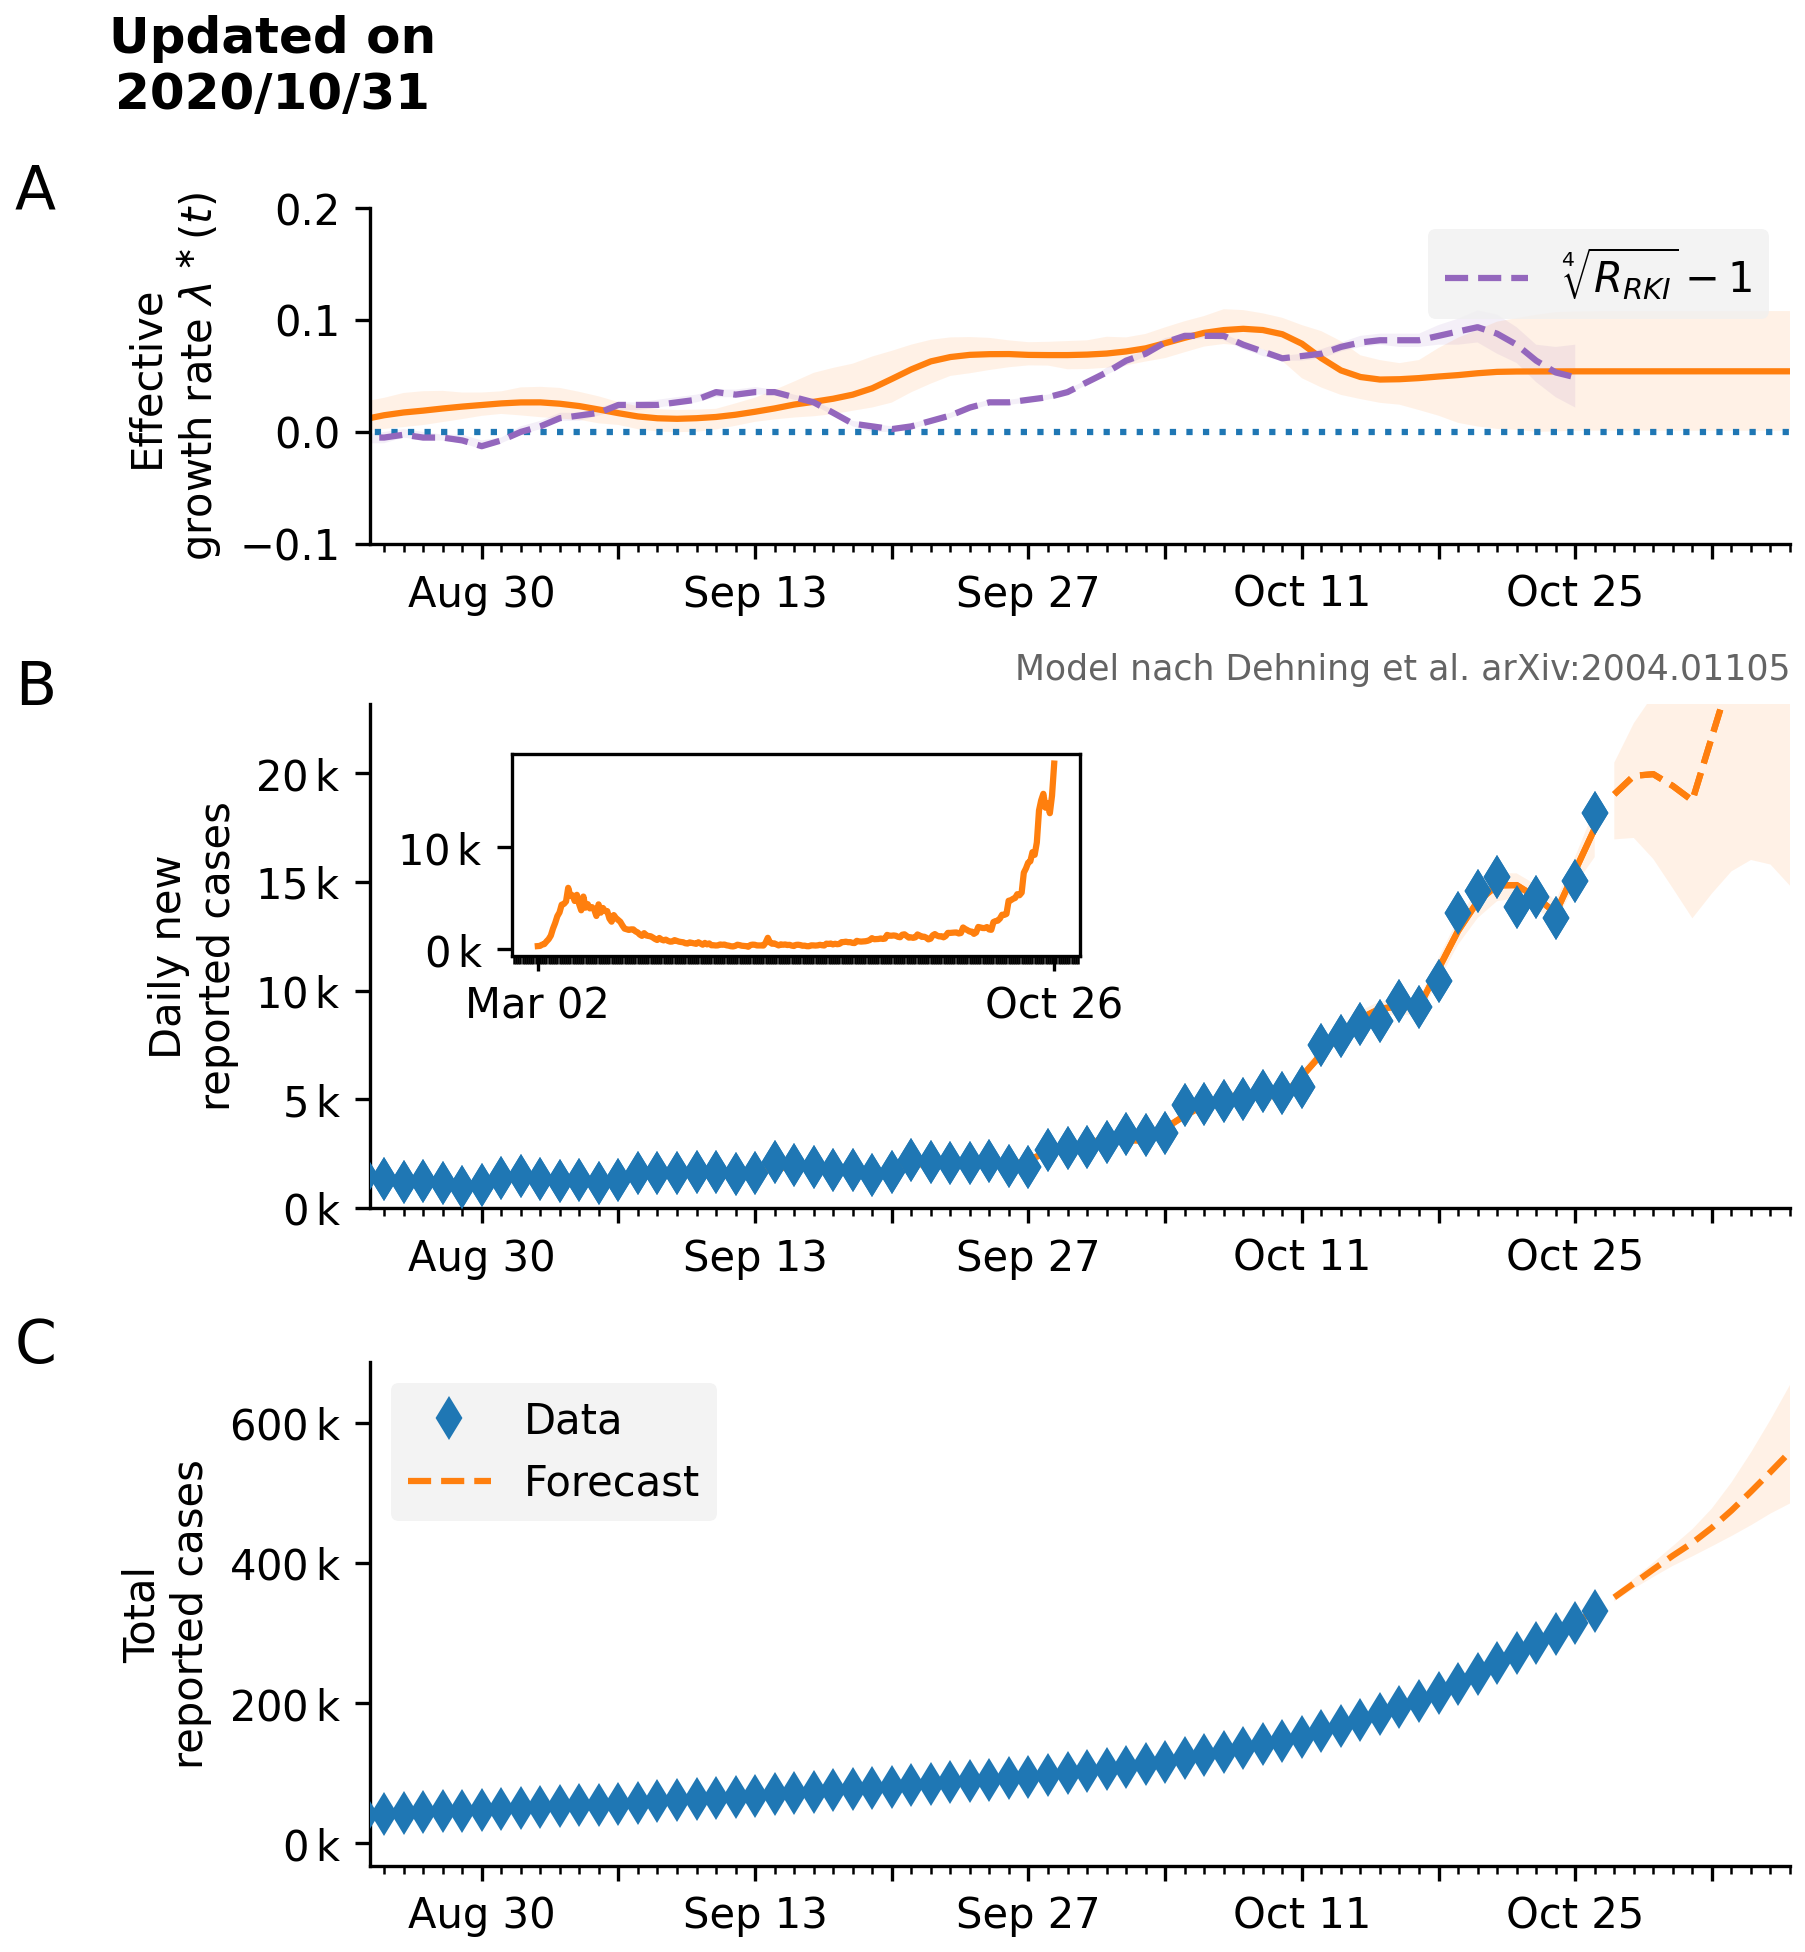 Updated on
2020/10/31
A
Effective
growth rate λ * (t)
0.2
0.1
0.0
−0.1
∜R_RKI − 1
Aug 30 Sep 13 Sep 27 Oct 11 Oct 25
Model nach Dehning et al. arXiv:2004.01105
B
Daily new
reported cases
20 k
15 k
10 k
5 k
0 k
10 k
0 k
Mar 02 Oct 26
Aug 30 Sep 13 Sep 27 Oct 11 Oct 25
C
Total
reported cases
600 k
400 k
200 k
0 k
Data
Forecast
Aug 30 Sep 13 Sep 27 Oct 11 Oct 25